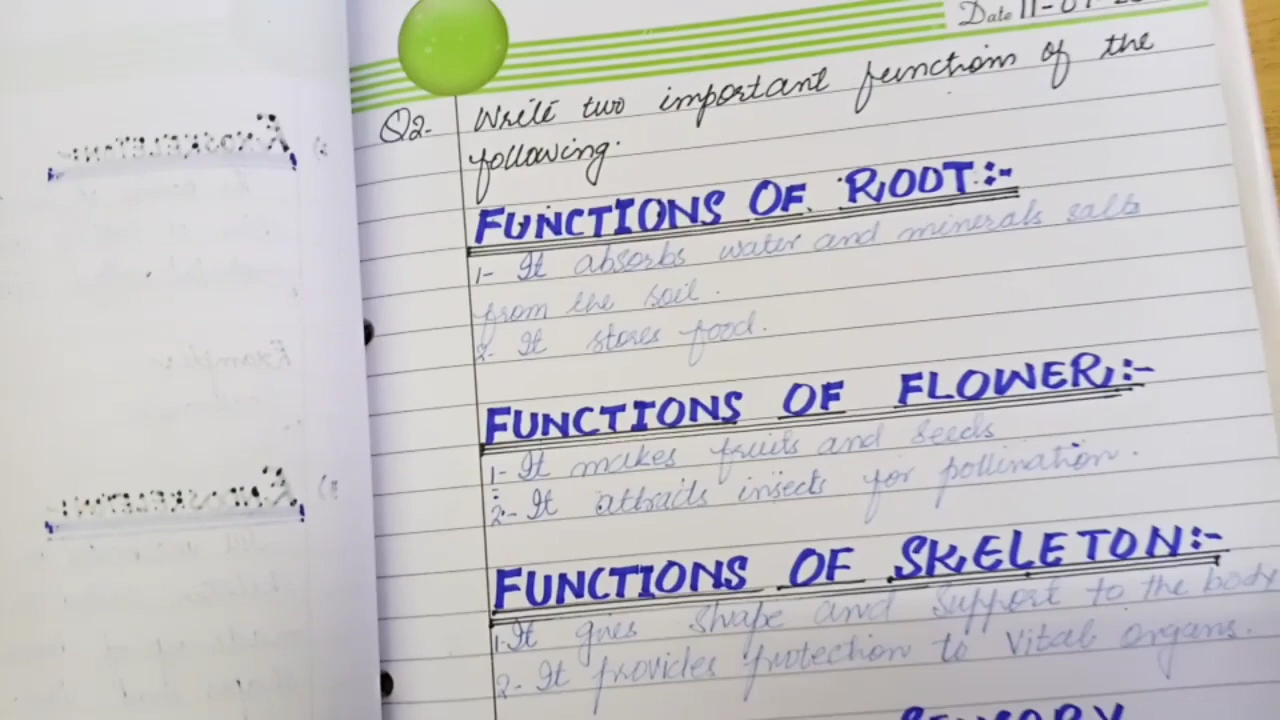 Date 11-07-
Q2- Write two important functions of the
following.
FUNCTIONS OF ROOT:-
1- It absorbs water and minerals salts
from the soil.
2- It stores food.
FUNCTIONS OF FLOWER:-
1- It makes fruits and seeds
2- It attracts insects for pollination.
FUNCTIONS OF SKELETON:-
1- It gives shape and support to the body
2- It provides protection to vital organs.
SENSORY